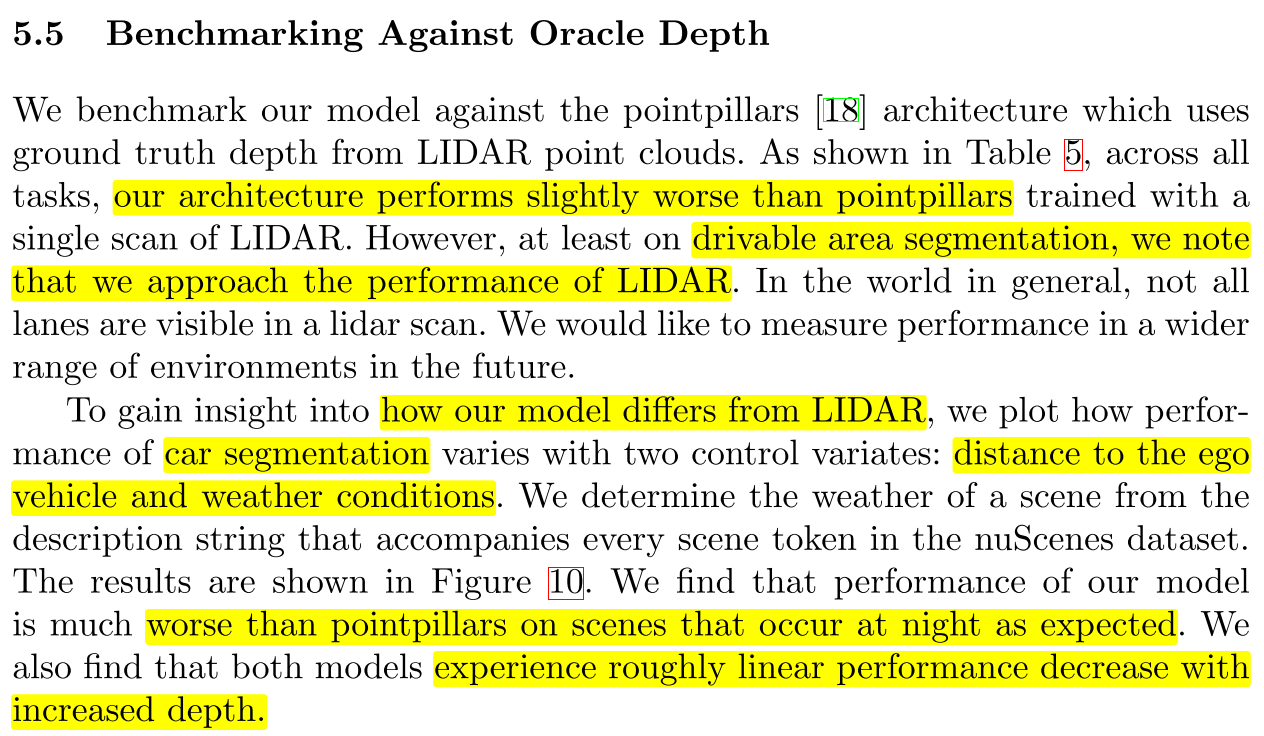 5.5 Benchmarking Against Oracle Depth
We benchmark our model against the pointpillars [18] architecture which uses
ground truth depth from LIDAR point clouds. As shown in Table 5, across all
tasks, our architecture performs slightly worse than pointpillars trained with a
single scan of LIDAR. However, at least on drivable area segmentation, we note
that we approach the performance of LIDAR. In the world in general, not all
lanes are visible in a lidar scan. We would like to measure performance in a wider
range of environments in the future.
To gain insight into how our model differs from LIDAR, we plot how perfor-
mance of car segmentation varies with two control variates: distance to the ego
vehicle and weather conditions. We determine the weather of a scene from the
description string that accompanies every scene token in the nuScenes dataset.
The results are shown in Figure 10. We find that performance of our model
is much worse than pointpillars on scenes that occur at night as expected. We
also find that both models experience roughly linear performance decrease with
increased depth.